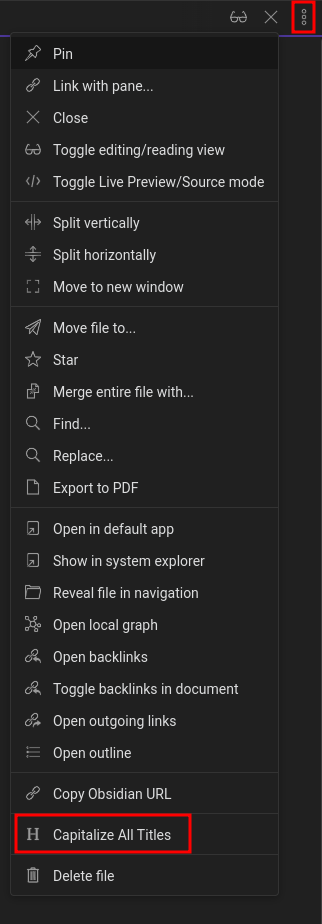 Pin
Link with pane...
Close
Toggle editing/reading view
Toggle Live Preview/Source mode
Split vertically
Split horizontally
Move to new window
Move file to...
Star
Merge entire file with...
Find...
Replace...
Export to PDF
Open in default app
Show in system explorer
Reveal file in navigation
Open local graph
Open backlinks
Toggle backlinks in document
Open outgoing links
Open outline
Copy Obsidian URL
H Capitalize All Titles
Delete file